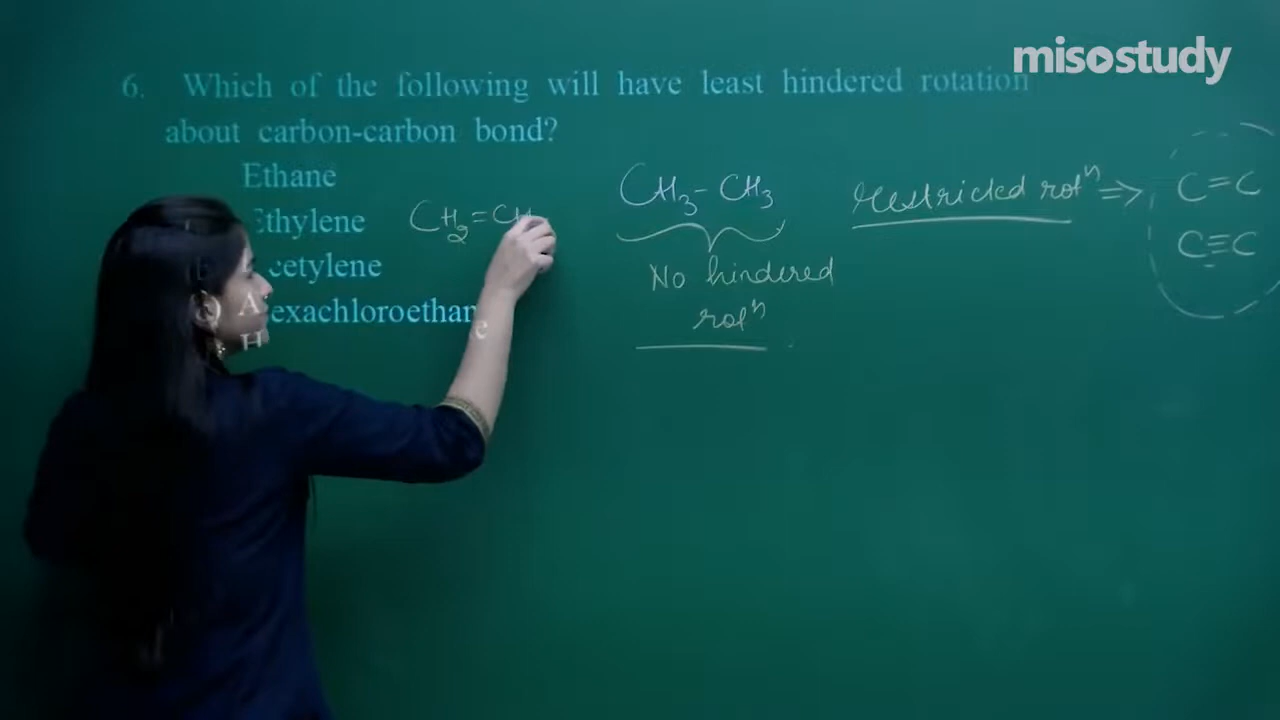 misostudy
6. Which of the following will have least hindered rotation
about carbon-carbon bond?
Ethane
Ethylene
CH2=CH
cetylene
exachloroethane
) A
H
CH3-CH3
No hindered
rotⁿ
restricted rotⁿ =>
C=C
C≡C